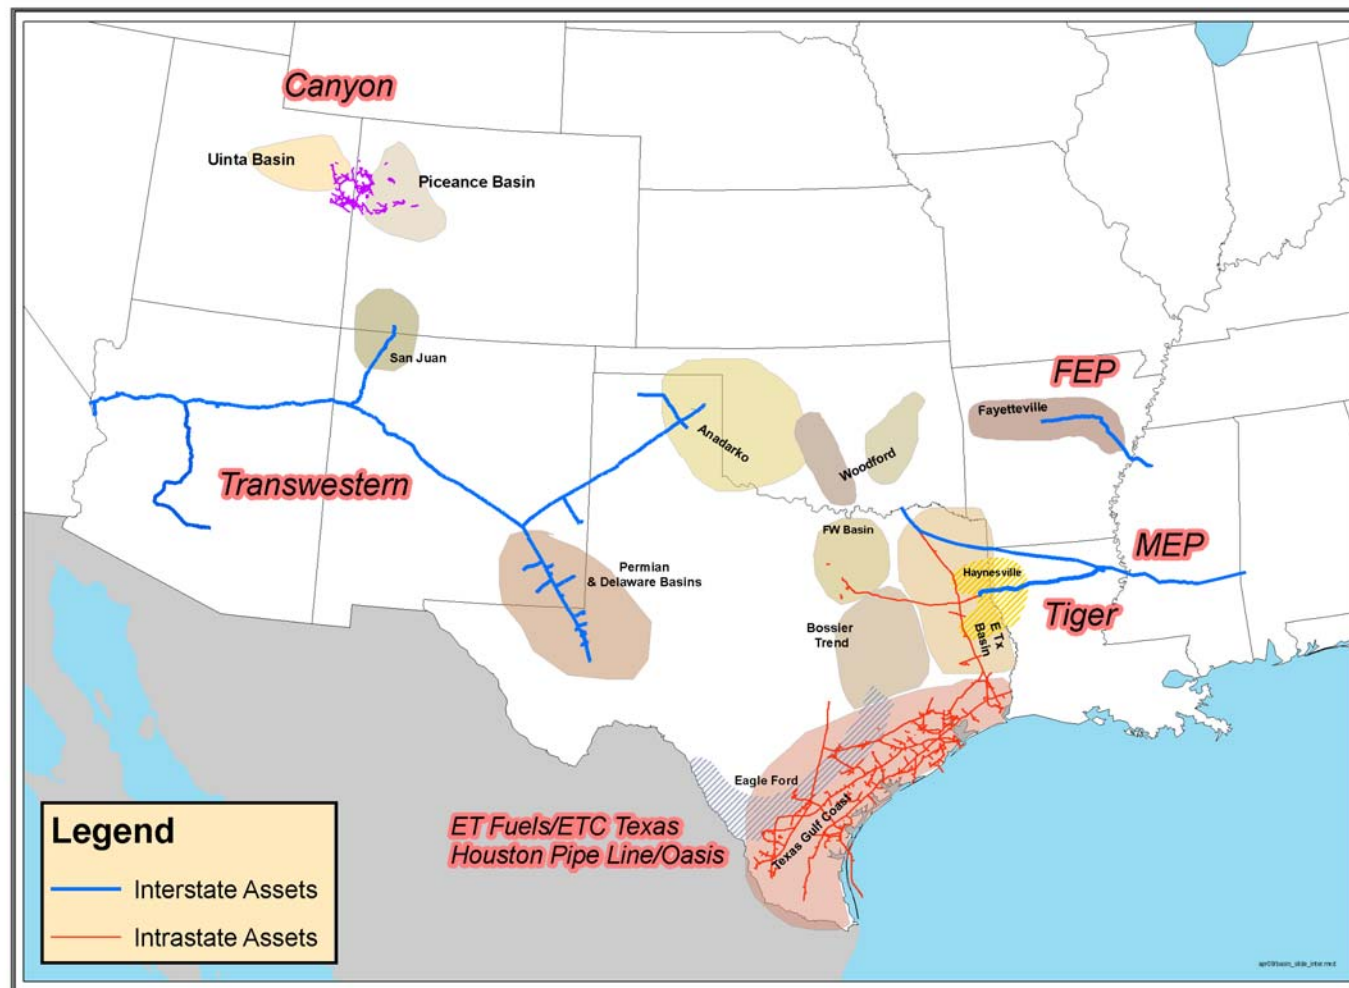 Canyon
Uinta Basin
Piceance Basin
San Juan
FEP
Fayetteville
Anadarko
Woodford
Transwestern
FW Basin
MEP
Permian
& Delaware Basins
Haynesville
Tiger
Bossier
Trend
E Tx
Basin
Eagle Ford
Texas Gulf Coast
ET Fuels/ETC Texas
Houston Pipe Line/Oasis
Legend
Interstate Assets
Intrastate Assets